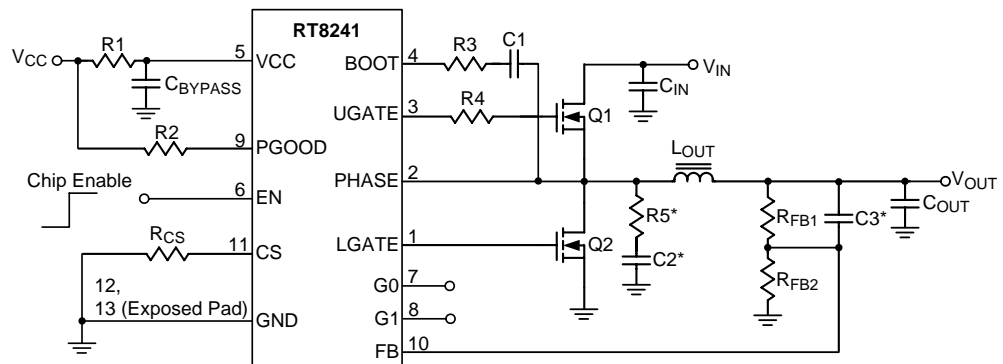 RT8241
VCC
R1
5
VCC
CBYPASS
R2
9
PGOOD
Chip Enable
6
EN
RCS
11
CS
12,
13 (Exposed Pad)
GND
BOOT
4
R3
C1
UGATE
3
R4
Q1
CIN
VIN
PHASE
2
LOUT
VOUT
R5*
C2*
RFB1
C3*
COUT
RFB2
LGATE
1
Q2
G0
7
G1
8
FB
10